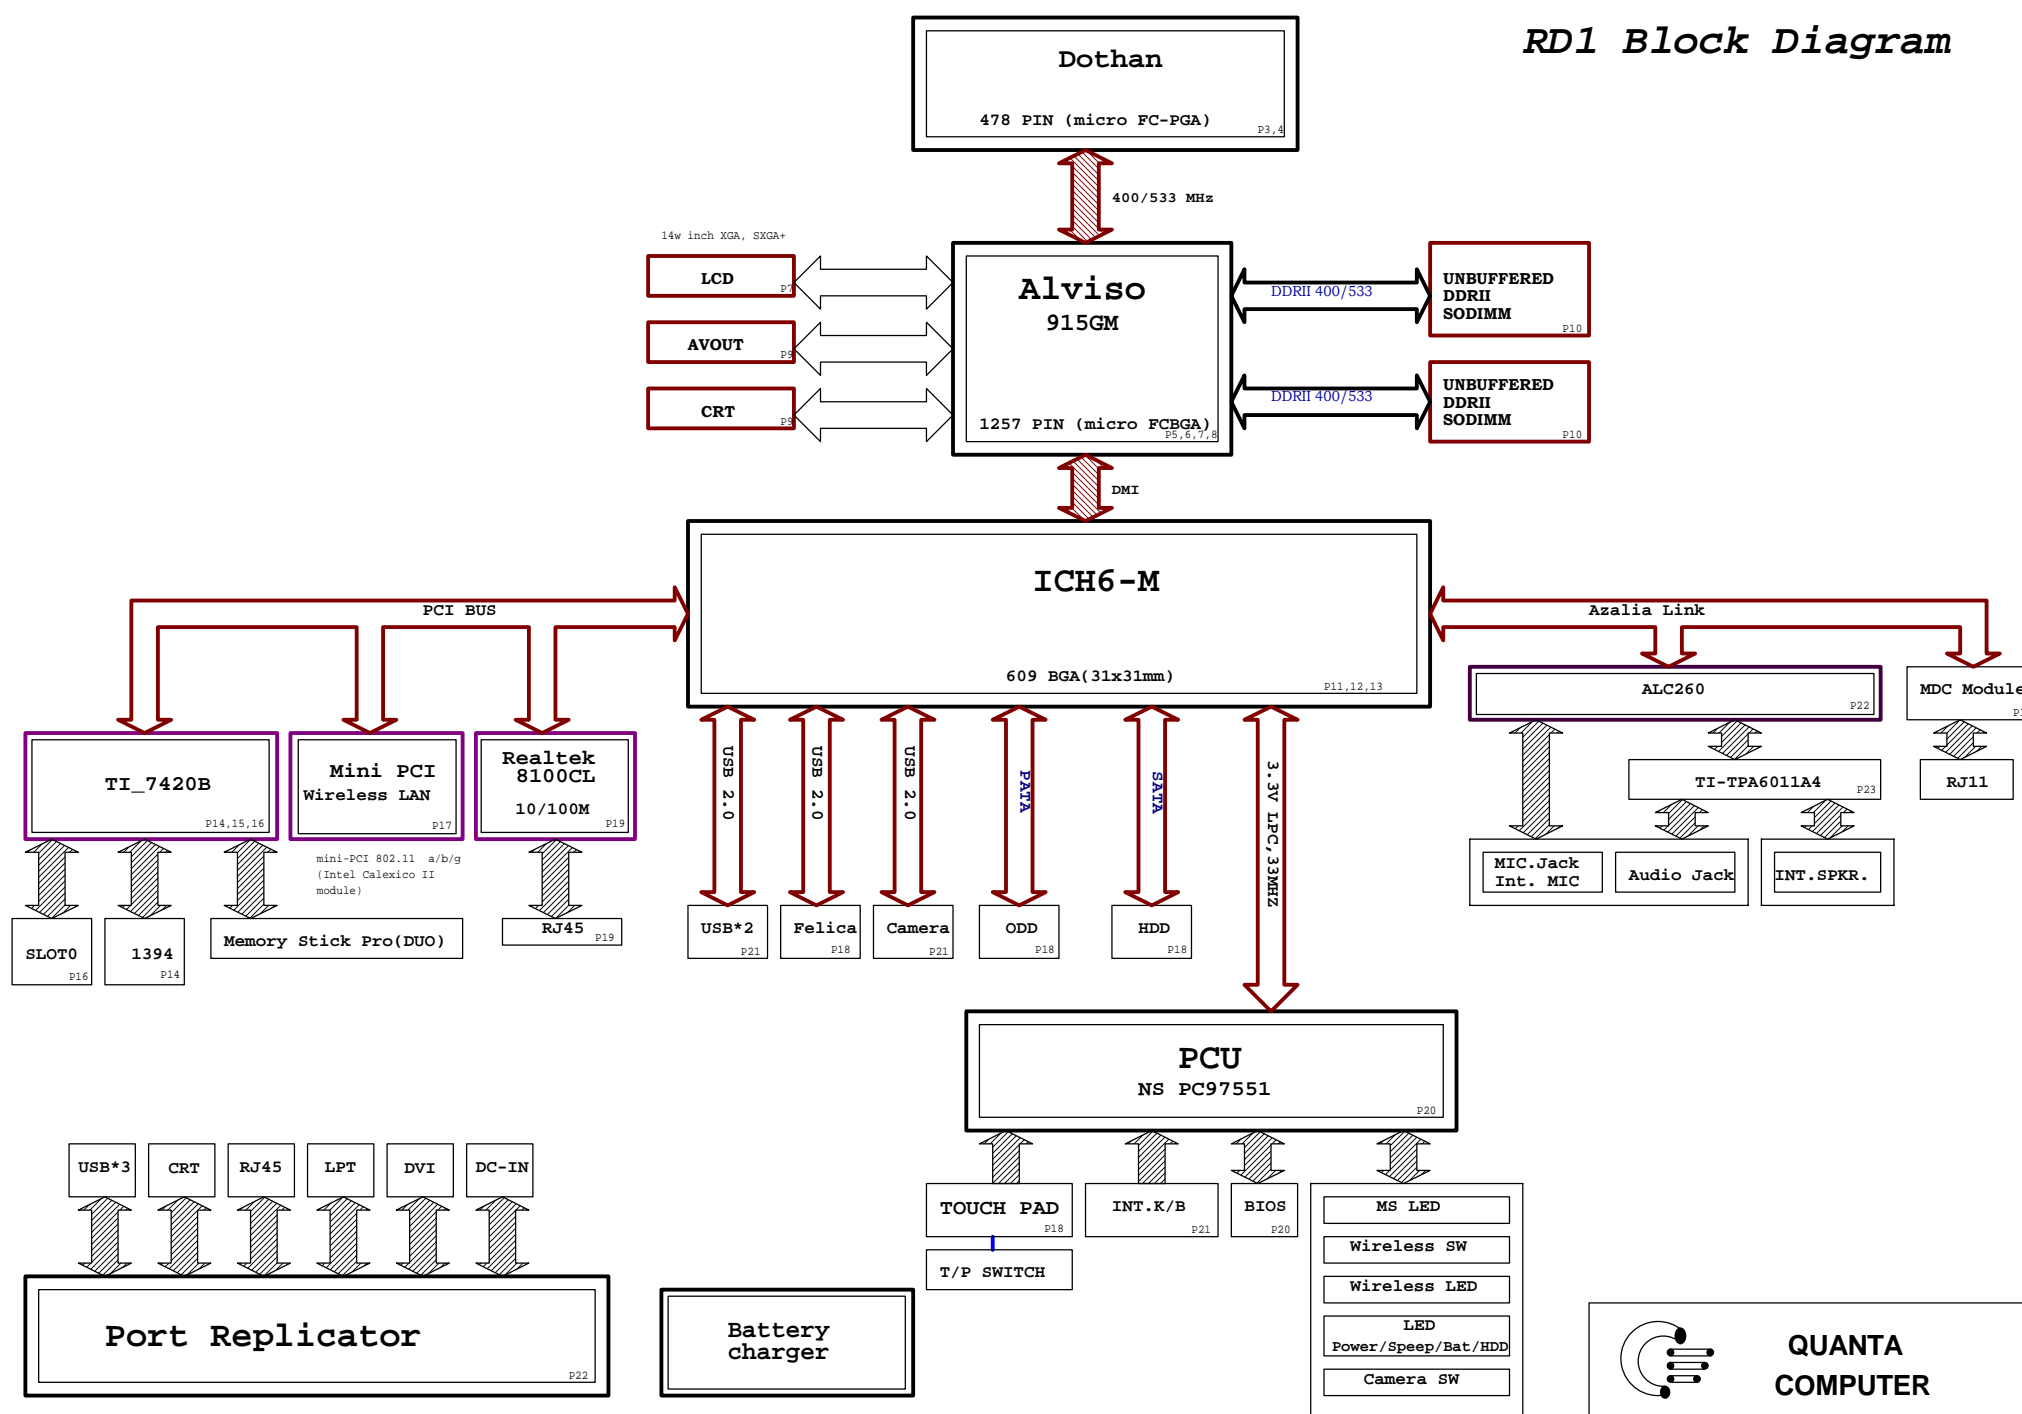 RD1 Block Diagram
Dothan
478 PIN (micro FC-PGA)
P3,4
400/533 MHz
14w inch XGA, SXGA+
LCD
P7
AVOUT
P9
CRT
P9
Alviso
915GM
1257 PIN (micro FCBGA)
P5,6,7,8
DDRII 400/533
UNBUFFERED
DDRII
SODIMM
P10
DDRII 400/533
UNBUFFERED
DDRII
SODIMM
P10
DMI
ICH6-M
609 BGA(31x31mm)
P11,12,13
PCI BUS
Azalia Link
TI_7420B
P14,15,16
Mini PCI
Wireless LAN
P17
mini-PCI 802.11 a/b/g
(Intel Calexico II
module)
Realtek
8100CL
10/100M
P19
ALC260
P22
MDC Module
TI-TPA6011A4
P23
RJ11
MIC.Jack
Int. MIC
Audio Jack
INT.SPKR.
USB 2.0
USB 2.0
USB 2.0
PATA
SATA
3.3V LPC,33MHZ
SLOT0
P16
1394
P14
Memory Stick Pro(DUO)
RJ45
P19
USB*2
P21
Felica
P18
Camera
P21
ODD
P18
HDD
P18
PCU
NS PC97551
P20
TOUCH PAD
P18
T/P SWITCH
INT.K/B
P21
BIOS
P20
MS LED
Wireless SW
Wireless LED
LED
Power/Speep/Bat/HDD
Camera SW
USB*3
CRT
RJ45
LPT
DVI
DC-IN
Port Replicator
P22
Battery
charger
QUANTA
COMPUTER